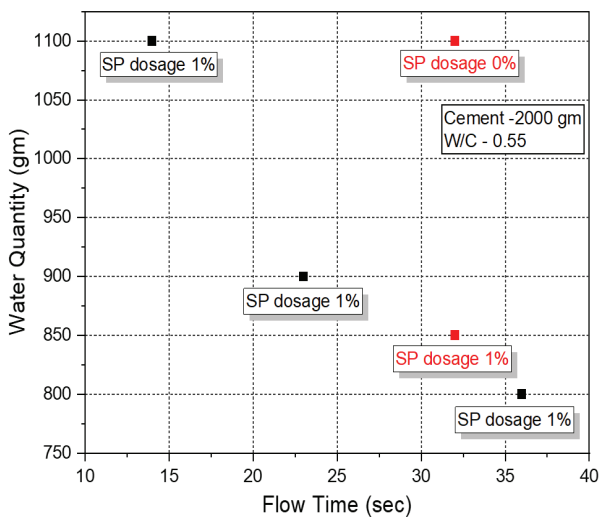 1100
SP dosage 1%
SP dosage 0%
1050
Cement -2000 gm
W/C - 0.55
1000
950
900
SP dosage 1%
850
SP dosage 1%
800
SP dosage 1%
750
10 15 20 25 30 35 40
Water Quantity (gm)
Flow Time (sec)